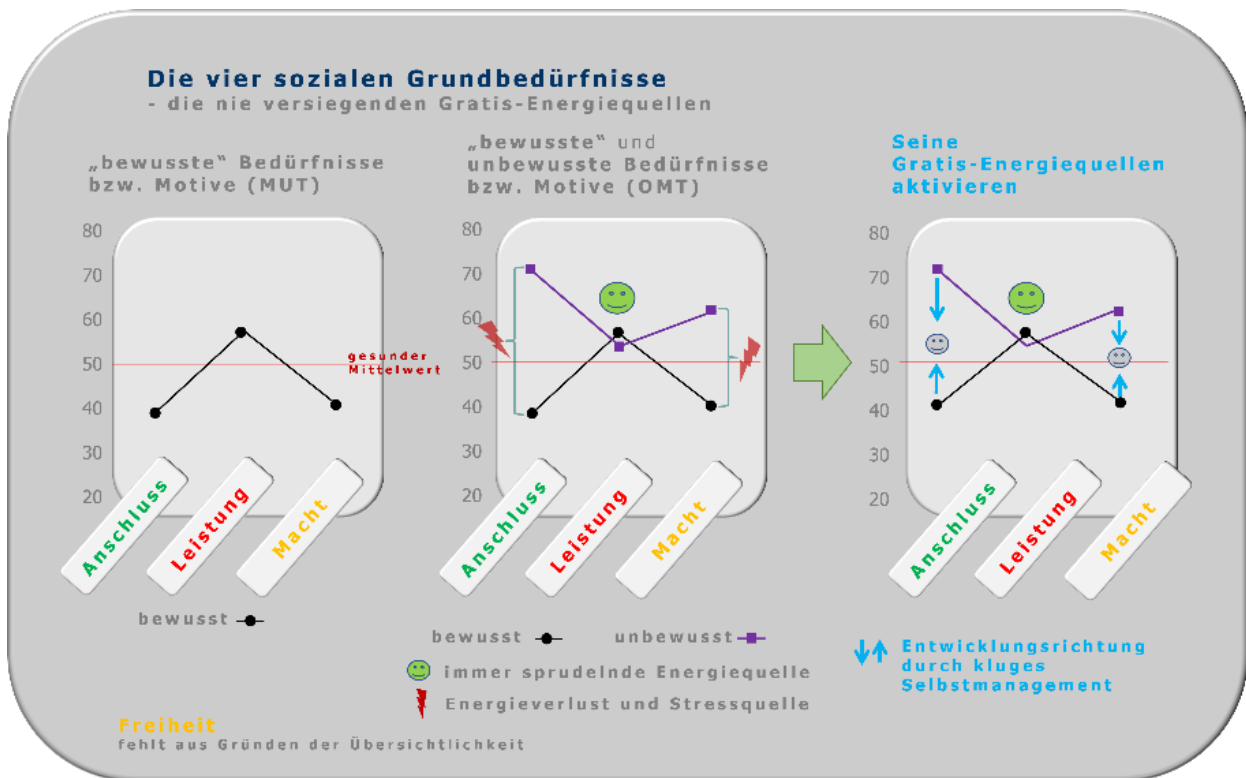 Die vier sozialen Grundbedürfnisse
- die nie versiegenden Gratis-Energiequellen
„bewusste“ Bedürfnisse
bzw. Motive (MUT)
80
70
60
50
40
30
20
gesunder
Mittelwert
Anschluss
Leistung
Macht
bewusst
„bewusste“ und
unbewusste Bedürfnisse
bzw. Motive (OMT)
80
70
60
50
40
30
20
Anschluss
Leistung
Macht
bewusst
unbewusst
immer sprudelnde Energiequelle
Energieverlust und Stressquelle
Seine
Gratis-Energiequellen
aktivieren
80
70
60
50
40
30
20
Anschluss
Leistung
Macht
Entwicklungsrichtung
durch kluges
Selbstmanagement
Freiheit
fehlt aus Gründen der Übersichtlichkeit